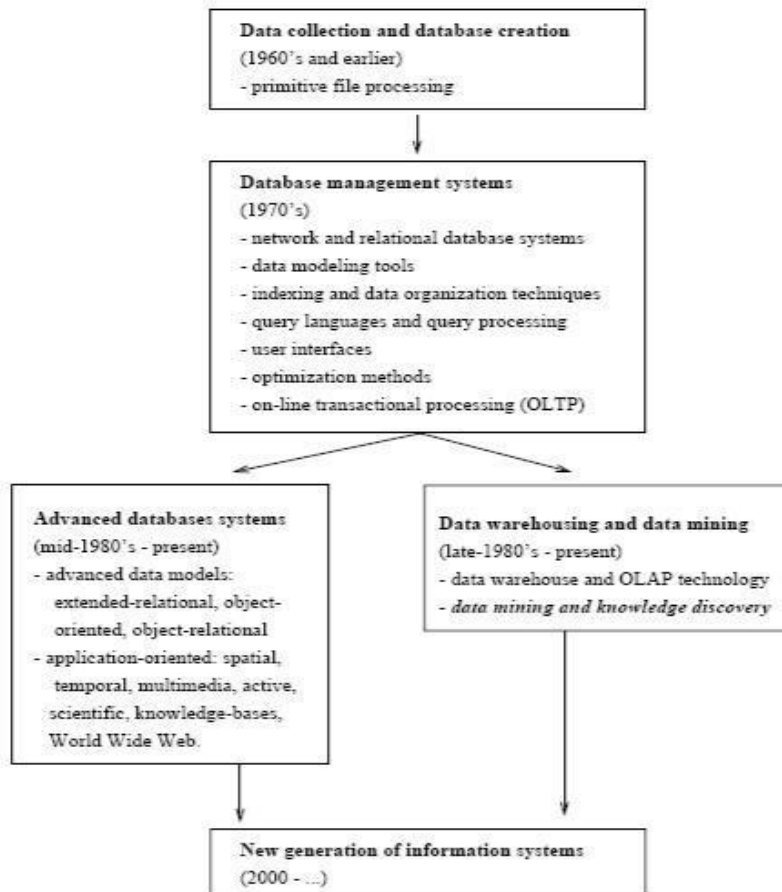 Data collection and database creation
(1960's and earlier)
- primitive file processing
Database management systems
(1970's)
- network and relational database systems
- data modeling tools
- indexing and data organization techniques
- query languages and query processing
- user interfaces
- optimization methods
- on-line transactional processing (OLTP)
Advanced databases systems
(mid-1980's - present)
- advanced data models:
extended-relational, object-
oriented, object-relational
- application-oriented: spatial,
temporal, multimedia, active,
scientific, knowledge-bases,
World Wide Web.
Data warehousing and data mining
(late-1980's - present)
- data warehouse and OLAP technology
- data mining and knowledge discovery
New generation of information systems
(2000 - ...)